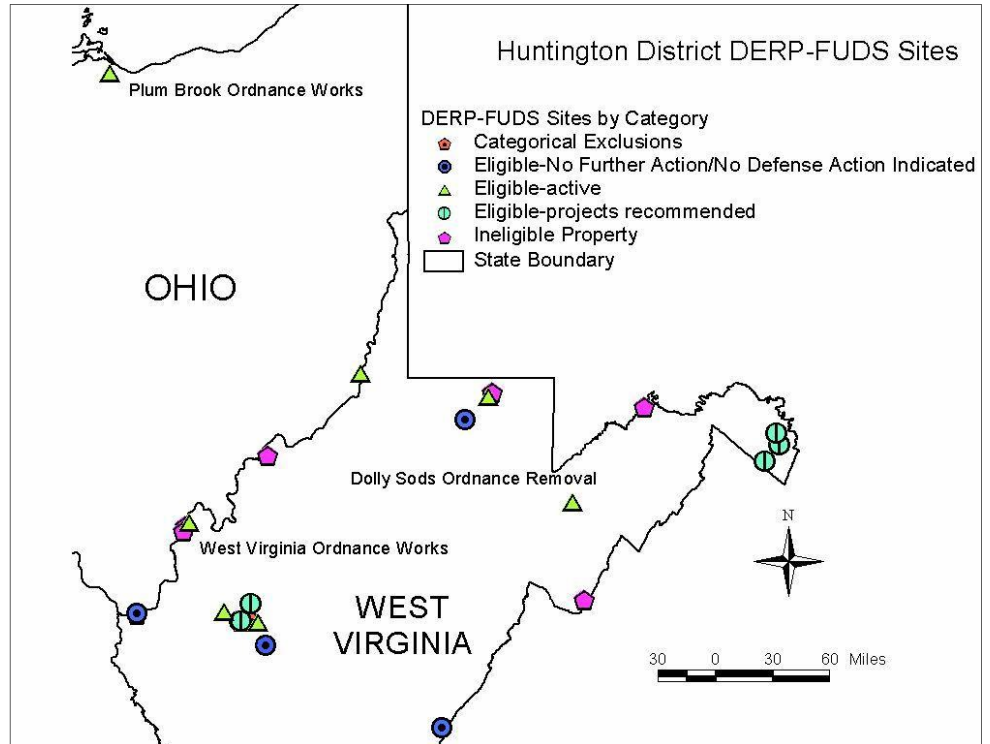 Huntington District DERP-FUDS Sites
Plum Brook Ordnance Works
DERP-FUDS Sites by Category
Categorical Exclusions
Eligible-No Further Action/No Defense Action Indicated
Eligible-active
Eligible-projects recommended
Ineligible Property
State Boundary
OHIO
Dolly Sods Ordnance Removal
West Virginia Ordnance Works
N
WEST
VIRGINIA
30 0 30 60 Miles